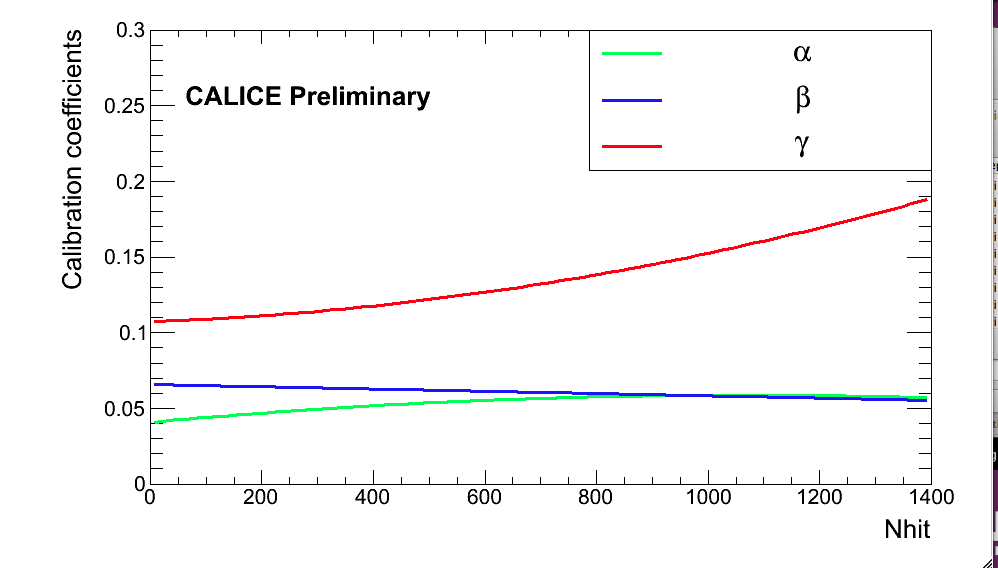 0.3
0.25
0.2
0.15
0.1
0.05
0
Calibration coefficients
CALICE Preliminary
α
β
γ
0 200 400 600 800 1000 1200 1400
Nhit